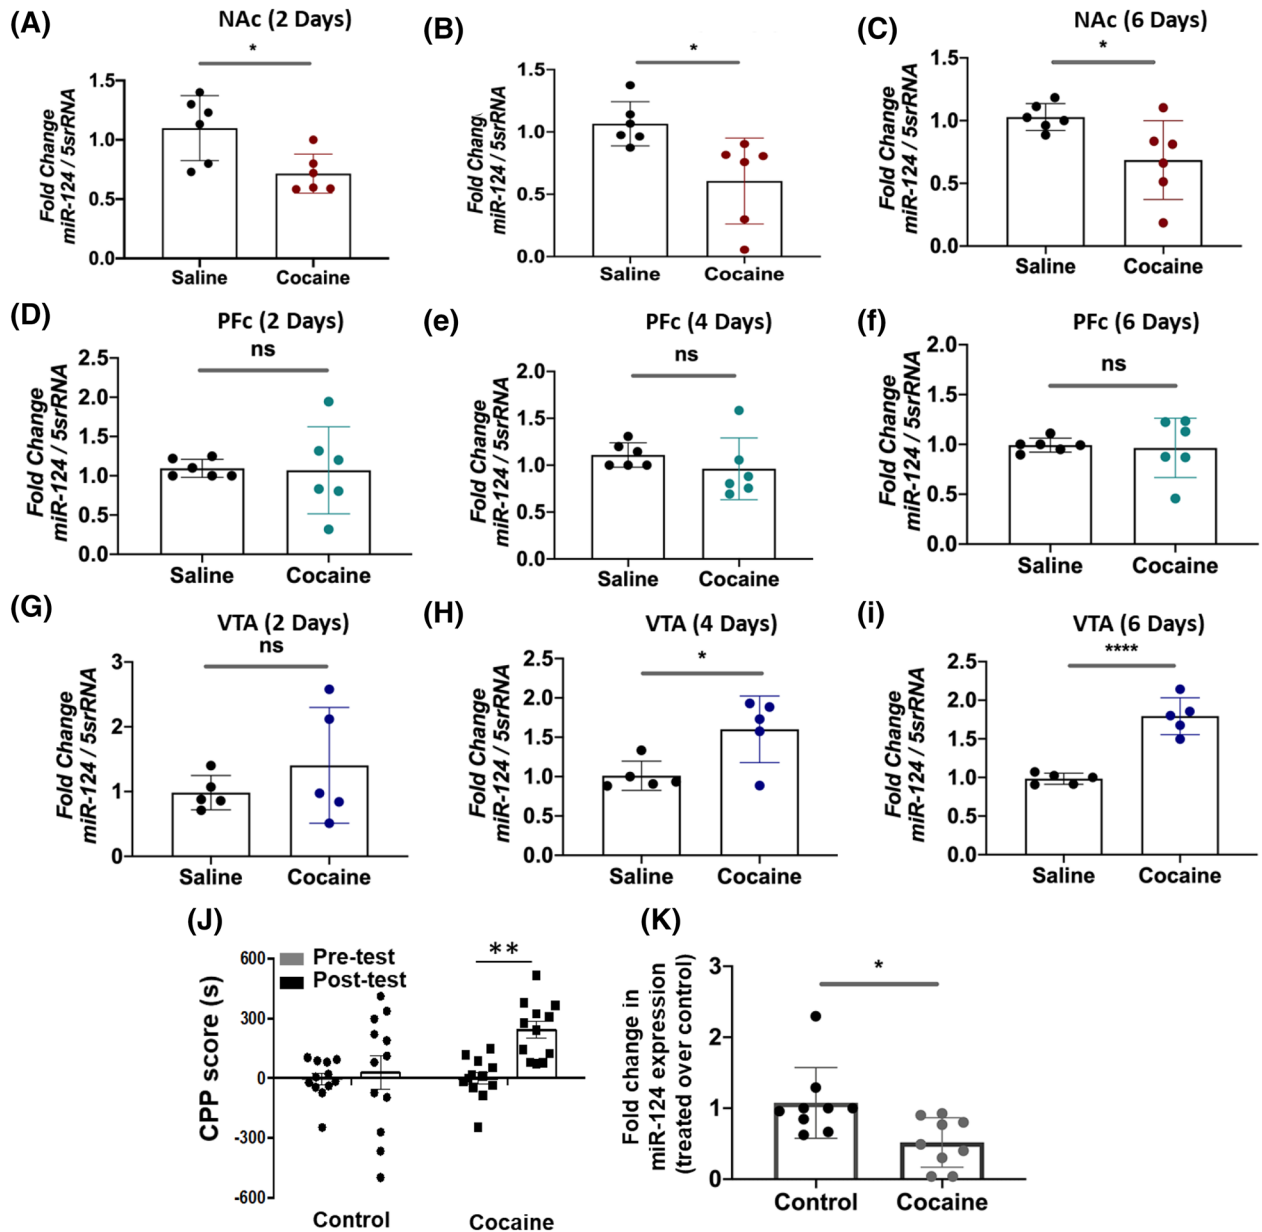 (A)
NAc (2 Days)
*
Fold Change
miR-124 / 5srRNA
1.5
1.0
0.5
0.0
Saline
Cocaine
(B)
*
Fold Chang
miR-124 / 5srRNA
1.5
1.0
0.5
0.0
Saline
Cocaine
(C)
NAc (6 Days)
*
Fold Change
miR-124 / 5srRNA
1.5
1.0
0.5
0.0
Saline
Cocaine
(D)
PFc (2 Days)
ns
Fold Change
miR-124 / 5srRNA
2.5
2.0
1.5
1.0
0.5
0.0
Saline
Cocaine
(e)
PFc (4 Days)
ns
Fold Change
miR-124 / 5srRNA
2.0
1.5
1.0
0.5
0.0
Saline
Cocaine
(f)
PFc (6 Days)
ns
Fold Change
miR-124 / 5srRNA
2.0
1.5
1.0
0.5
0.0
Saline
Cocaine
(G)
VTA (2 Days)
ns
Fold Change
miR-124 / 5srRNA
3
2
1
0
Saline
Cocaine
(H)
VTA (4 Days)
*
Fold Change
miR-124 / 5srRNA
2.5
2.0
1.5
1.0
0.5
0.0
Saline
Cocaine
(i)
VTA (6 Days)
****
Fold Change
miR-124 / 5srRNA
2.5
2.0
1.5
1.0
0.5
0.0
Saline
Cocaine
(J)
Pre-test
Post-test
**
CPP score (s)
600
300
0
-300
-600
Control
Cocaine
(K)
*
Fold change in
miR-124 expression
(treated over control)
3
2
1
0
Control
Cocaine